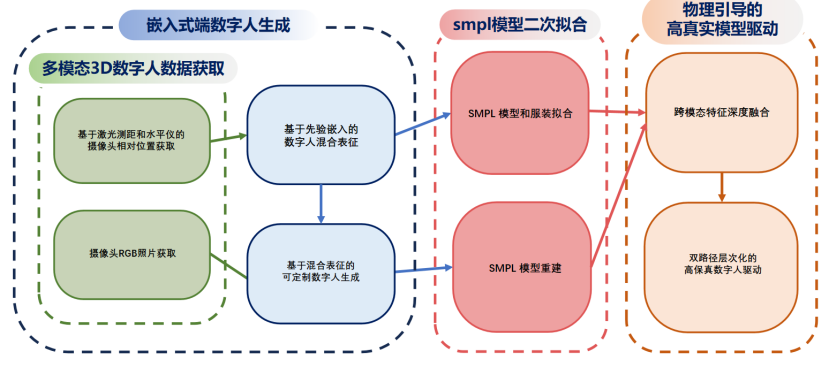 嵌入式端数字人生成
多模态3D数字人数据获取
基于激光测距和水平仪的
摄像头相对位置获取
摄像头RGB照片获取
基于先验嵌入的
数字人混合表征
基于混合表征的
可定制数字人生成
smpl模型二次拟合
SMPL 模型和服装拟合
SMPL 模型重建
物理引导的
高真实模型驱动
跨模态特征深度融合
双路径层次化的
高保真数字人驱动